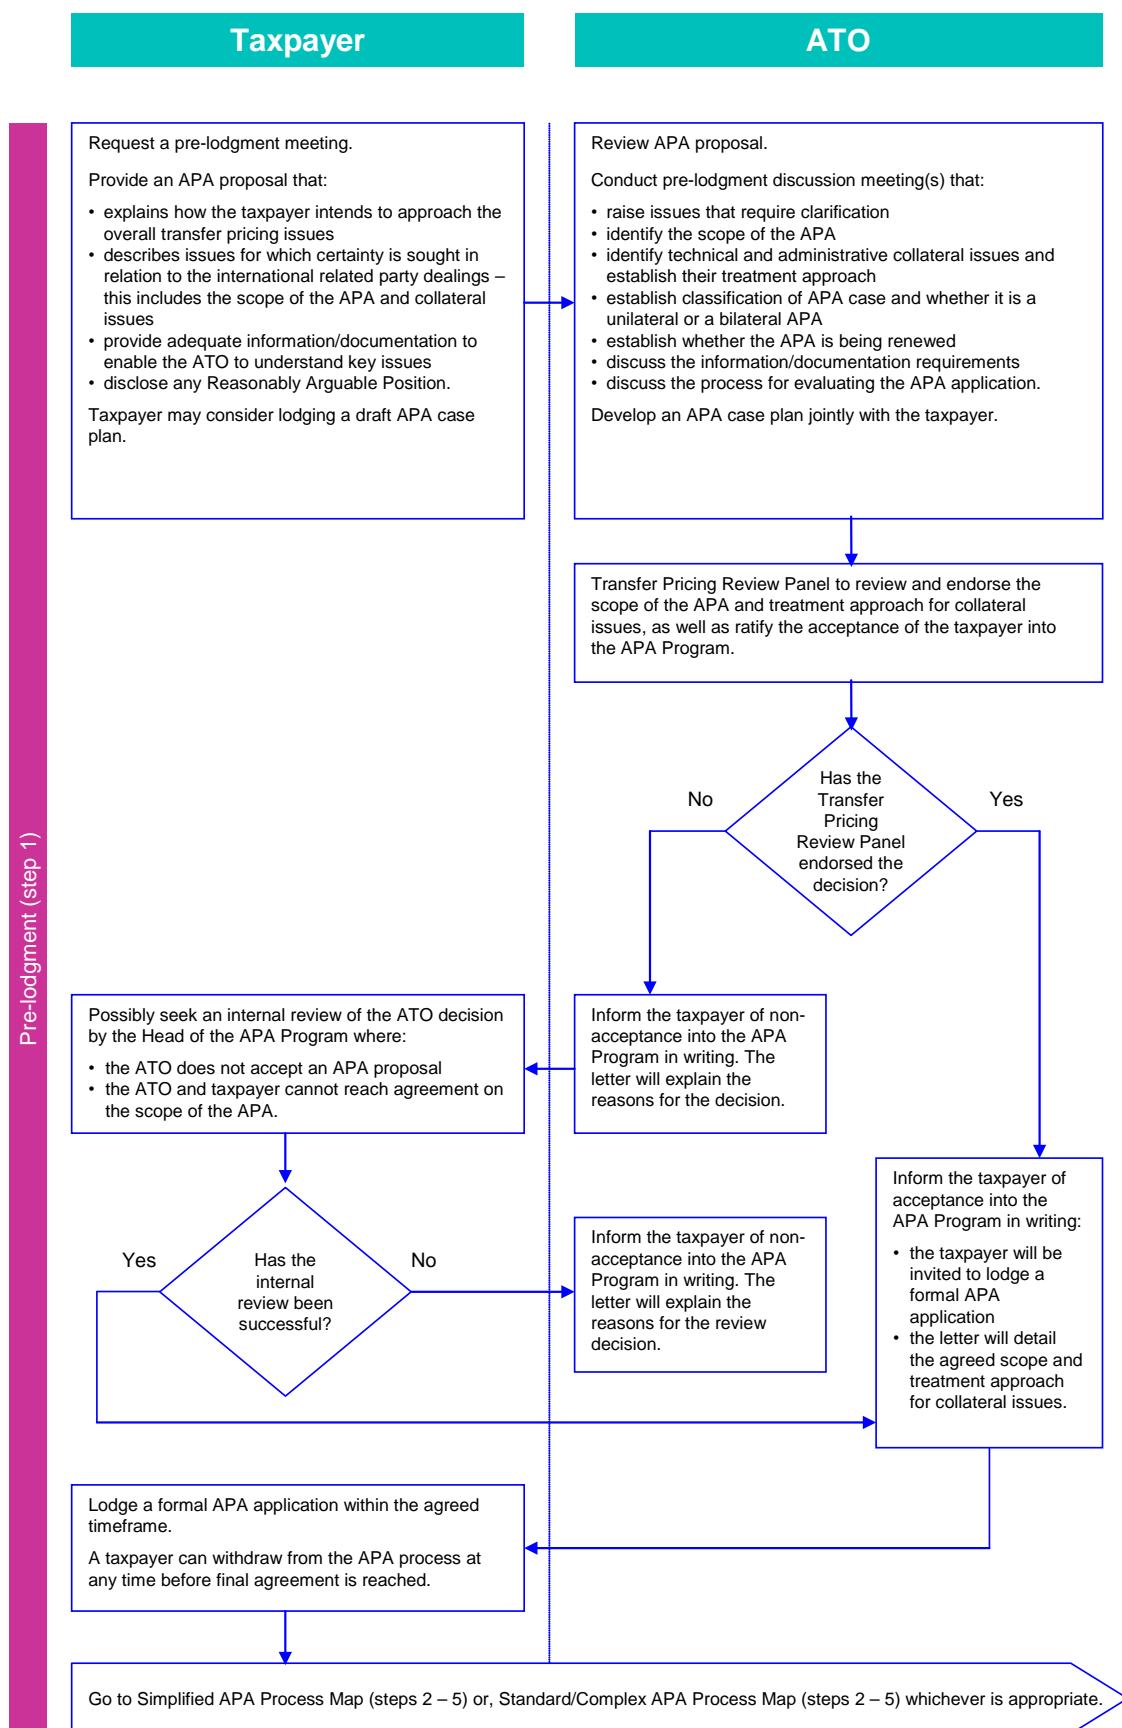 Taxpayer
ATO
Pre-lodgment (step 1)
Request a pre-lodgment meeting.
Provide an APA proposal that:
• explains how the taxpayer intends to approach the
overall transfer pricing issues
• describes issues for which certainty is sought in
relation to the international related party dealings –
this includes the scope of the APA and collateral
issues
• provide adequate information/documentation to
enable the ATO to understand key issues
• disclose any Reasonably Arguable Position.
Taxpayer may consider lodging a draft APA case
plan.
Review APA proposal.
Conduct pre-lodgment discussion meeting(s) that:
• raise issues that require clarification
• identify the scope of the APA
• identify technical and administrative collateral issues and
establish their treatment approach
• establish classification of APA case and whether it is a
unilateral or a bilateral APA
• establish whether the APA is being renewed
• discuss the information/documentation requirements
• discuss the process for evaluating the APA application.
Develop an APA case plan jointly with the taxpayer.
Transfer Pricing Review Panel to review and endorse the
scope of the APA and treatment approach for collateral
issues, as well as ratify the acceptance of the taxpayer into
the APA Program.
Has the
Transfer
Pricing
Review Panel
endorsed the
decision?
No
Yes
Possibly seek an internal review of the ATO decision
by the Head of the APA Program where:
• the ATO does not accept an APA proposal
• the ATO and taxpayer cannot reach agreement on
the scope of the APA.
Inform the taxpayer of non-
acceptance into the APA
Program in writing. The
letter will explain the
reasons for the decision.
Inform the taxpayer of
acceptance into the
APA Program in writing:
• the taxpayer will be
invited to lodge a
formal APA
application
• the letter will detail
the agreed scope and
treatment approach
for collateral issues.
Yes
Has the
internal
review been
successful?
No
Inform the taxpayer of non-
acceptance into the APA
Program in writing. The
letter will explain the
reasons for the review
decision.
Lodge a formal APA application within the agreed
timeframe.
A taxpayer can withdraw from the APA process at
any time before final agreement is reached.
Go to Simplified APA Process Map (steps 2 – 5) or, Standard/Complex APA Process Map (steps 2 – 5) whichever is appropriate.